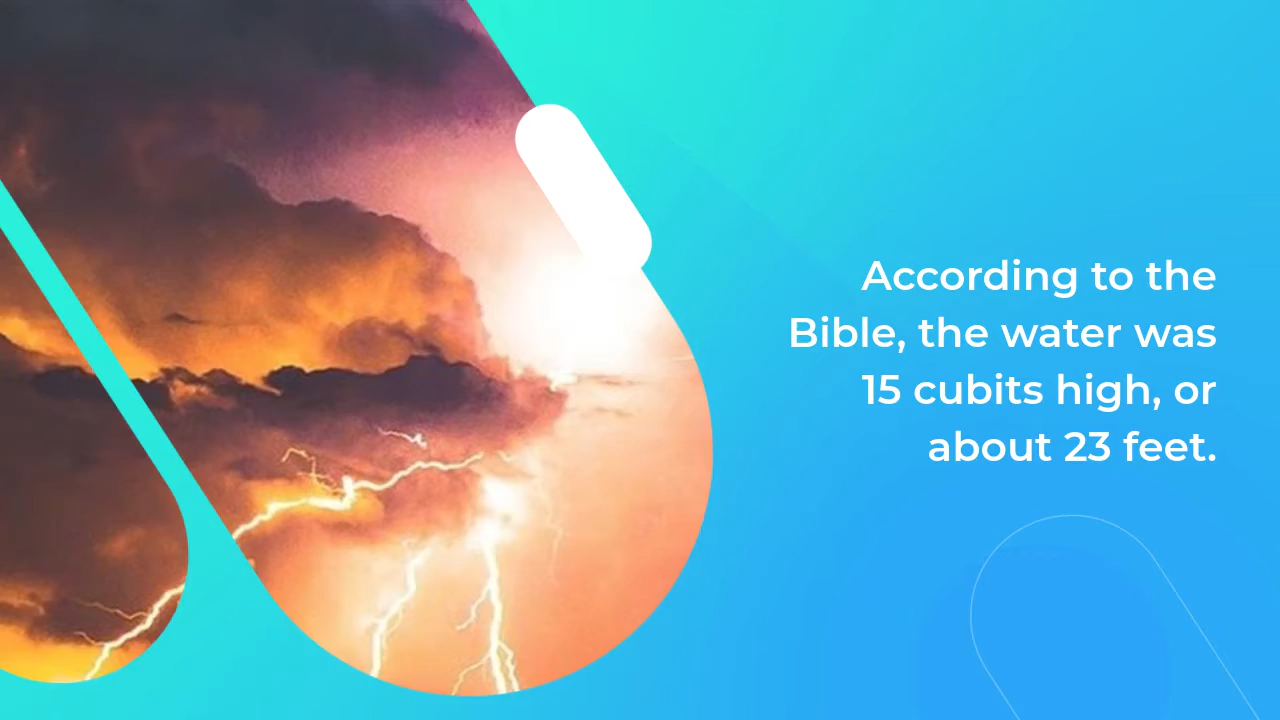 According to the
Bible, the water was
15 cubits high, or
about 23 feet.